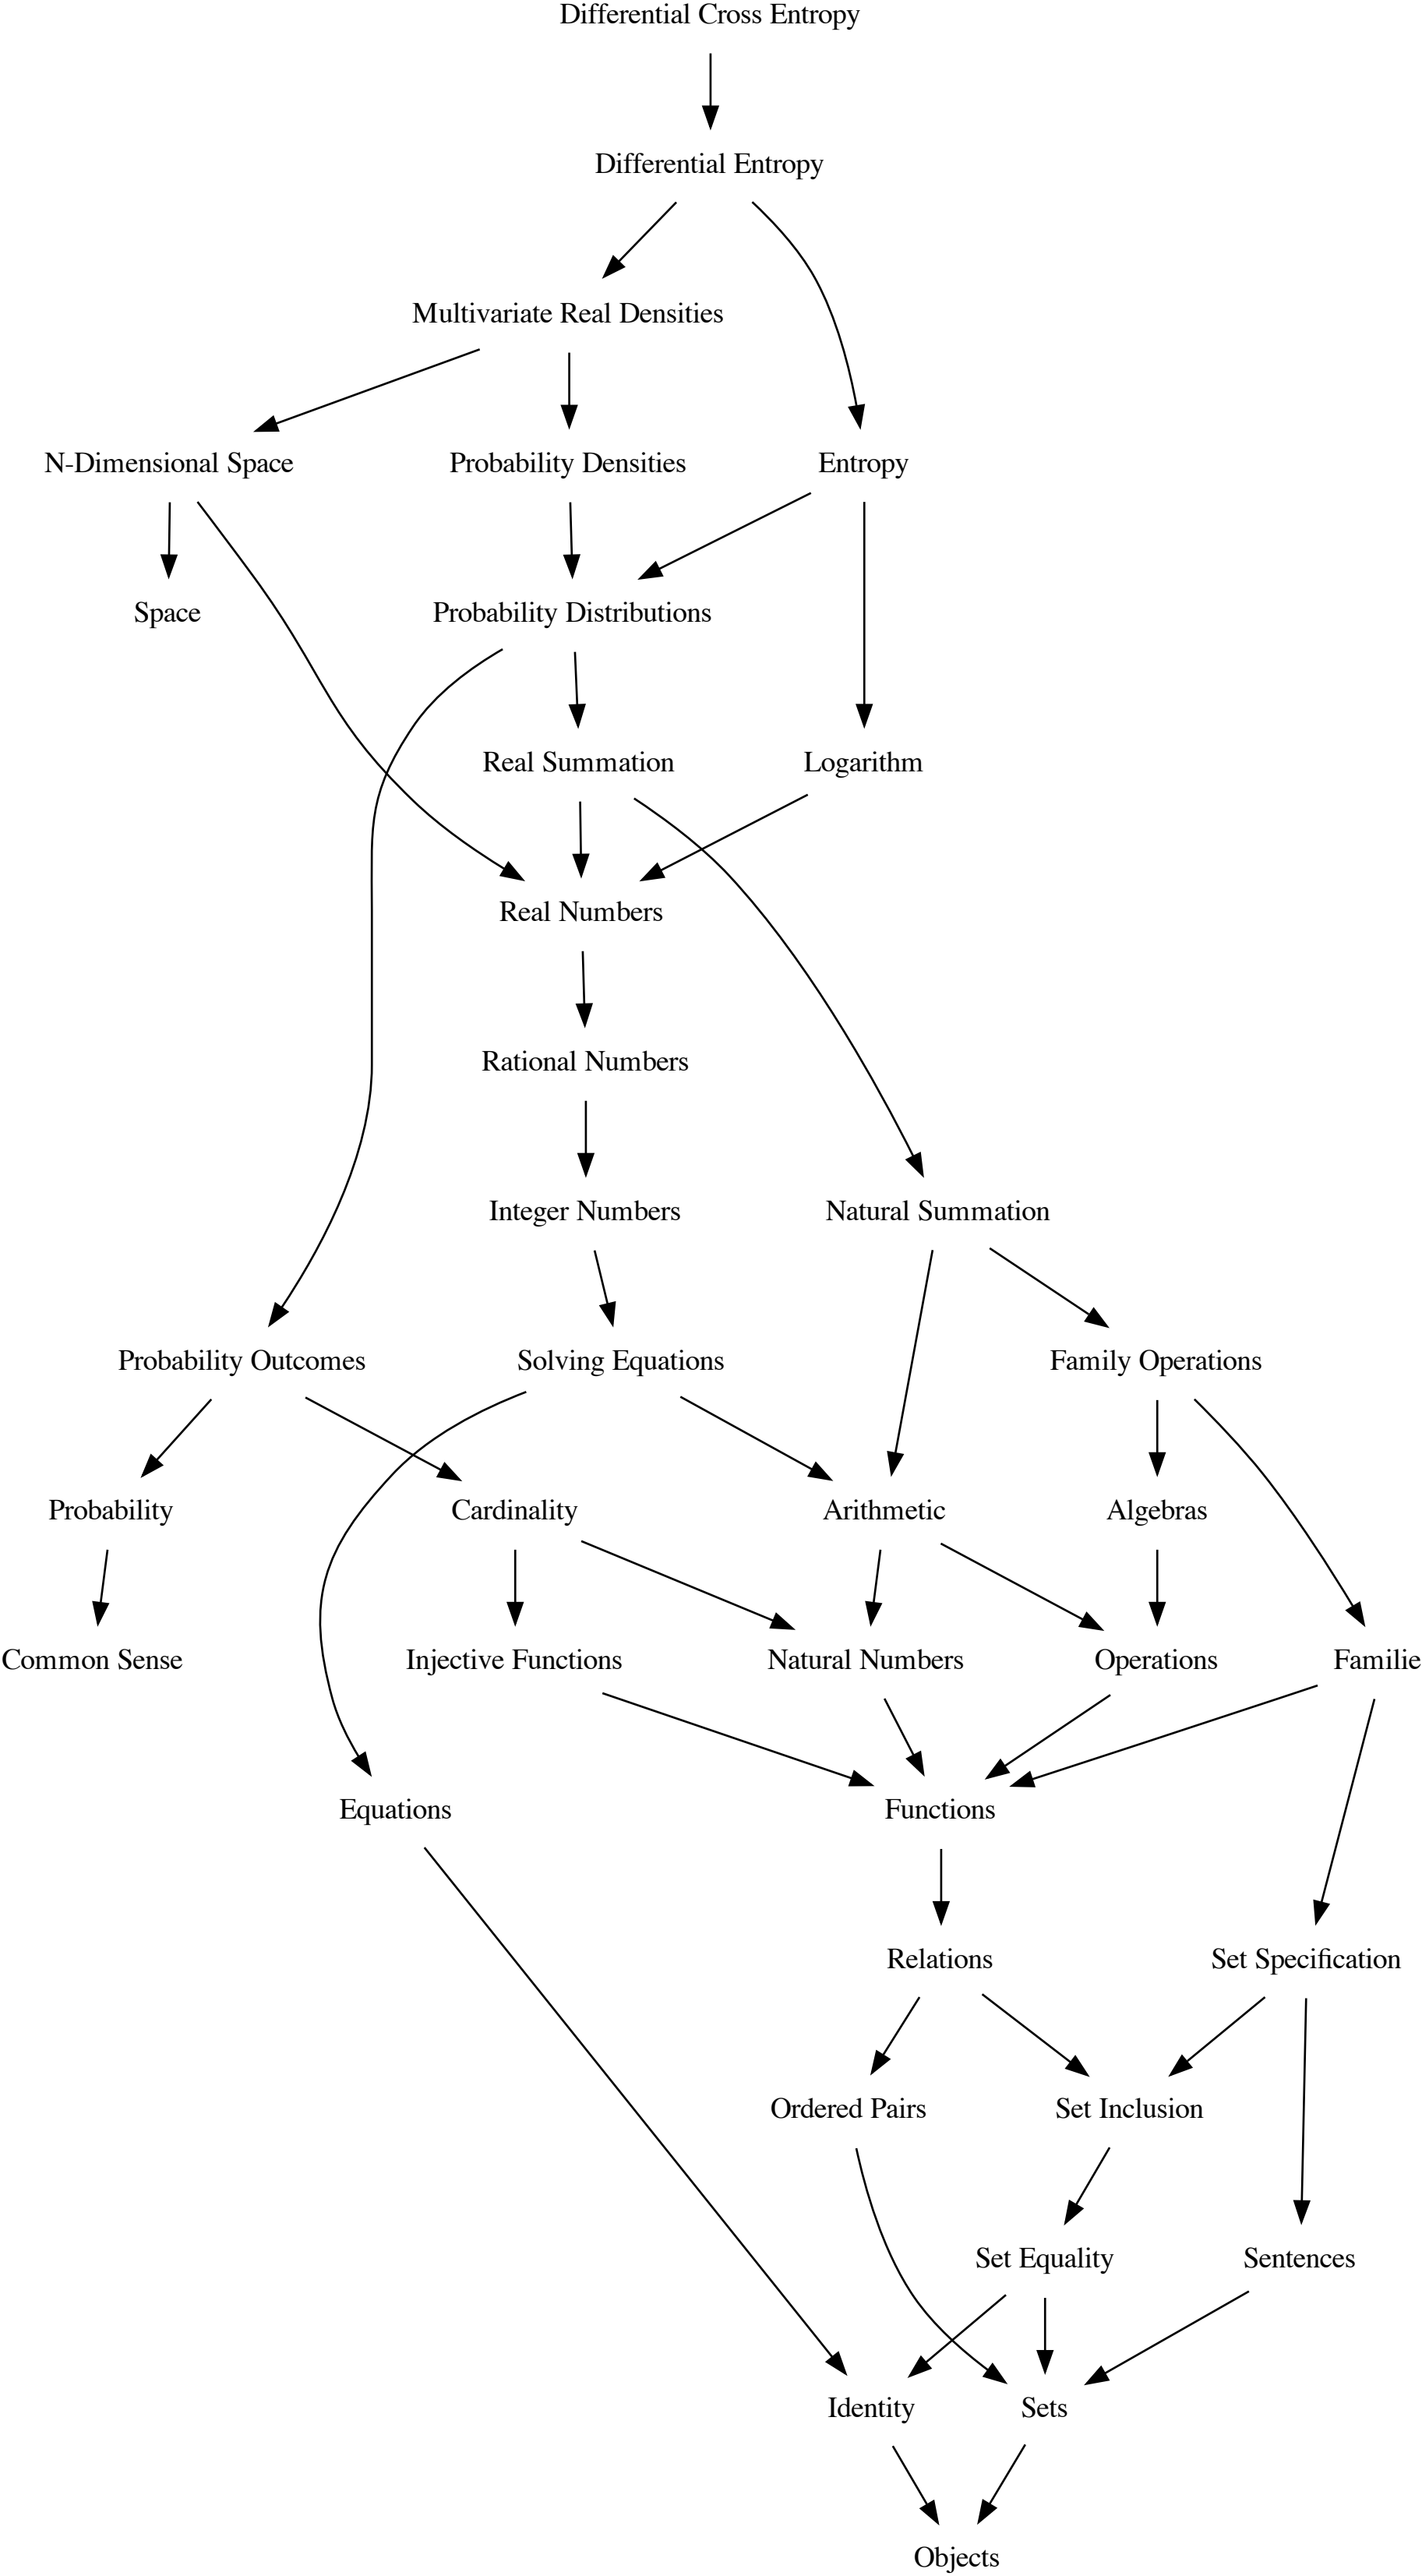 Differential Cross Entropy
Differential Entropy
Multivariate Real Densities
N-Dimensional Space
Probability Densities
Entropy
Space
Probability Distributions
Real Summation
Logarithm
Real Numbers
Rational Numbers
Integer Numbers
Natural Summation
Probability Outcomes
Solving Equations
Family Operations
Probability
Cardinality
Arithmetic
Algebras
Common Sense
Injective Functions
Natural Numbers
Operations
Familie
Equations
Functions
Relations
Set Specification
Ordered Pairs
Set Inclusion
Set Equality
Sentences
Identity
Sets
Objects